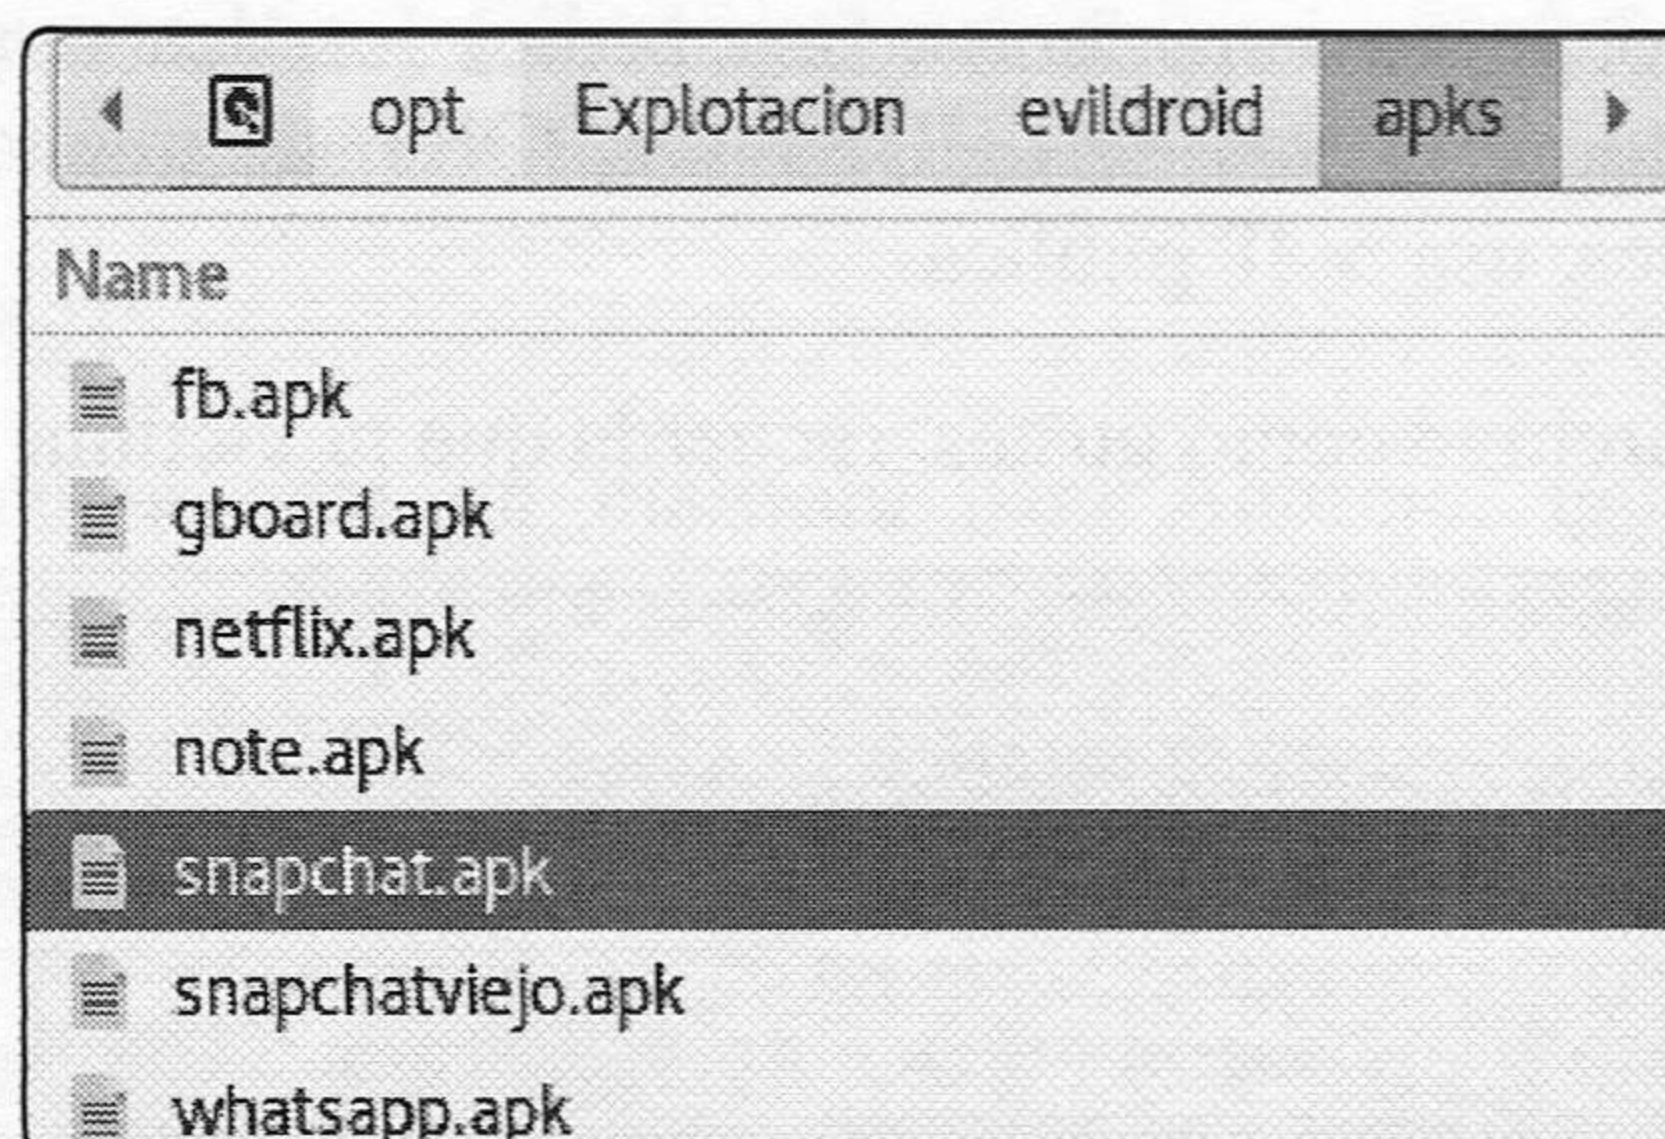 opt Explotacion evildroid apks
Name
fb.apk
gboard.apk
netflix.apk
note.apk
snapchat.apk
snapchatviejo.apk
whatsapp.apk